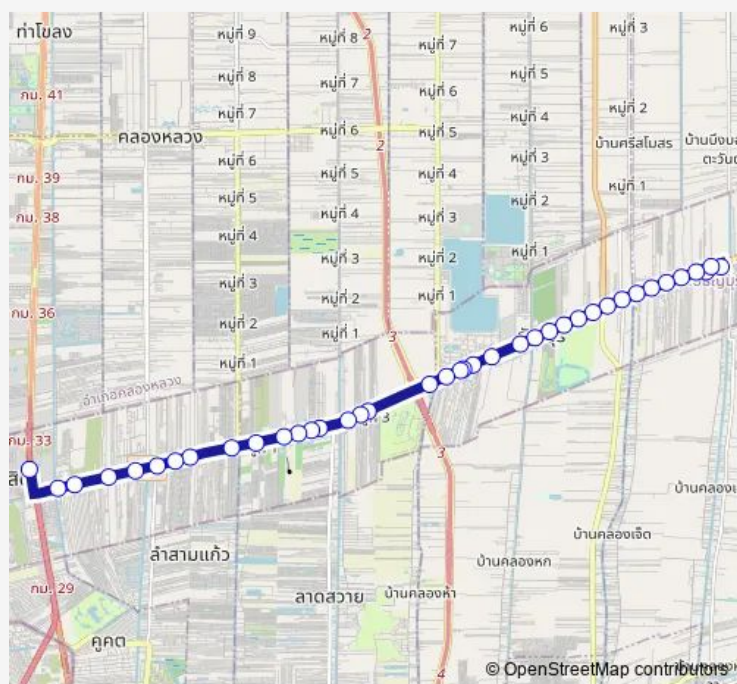 ท่าโขลง
หมู่ที่ 9
หมู่ที่ 8
2
หมู่ที่ 7
หมู่ที่ 6
หมู่ที่ 3
กม. 41
หมู่ที่ 8
หมู่ที่ 7
หมู่ที่ 6
หมู่ที่ 5
หมู่ที่ 2
หมู่ที่ 7
คลองหลวง
หมู่ที่ 6
หมู่ที่ 5
หมู่ที่ 4
2
บ้านศรีสโมสร
กม. 39
หมู่ที่ 6
หมู่ที่ 5
หมู่ที่ 4
หมู่ที่ 3
หมู่ที่ 1
กม. 38
หมู่ที่ 5
หมู่ที่ 4
หมู่ที่ 3
หมู่ที่ 2
หมู่ที่ 4
หมู่ที่ 3
หมู่ที่ 2
หมู่ที่ 1
กม. 36
หมู่ที่ 3
หมู่ที่ 2
หมู่ที่ 1
หมู่ที่ 2
หมู่ที่ 1
3
หมู่ที่ 1
อำเภอคลองหลวง
กม. 33
3
3
บ้านคลองเจ็ด
ลำสามแก้ว
บ้านคลองหก
กม. 29
ลาดสวาย
บ้านคลองห้า
คูคต
4
© OpenStreetMap contributors